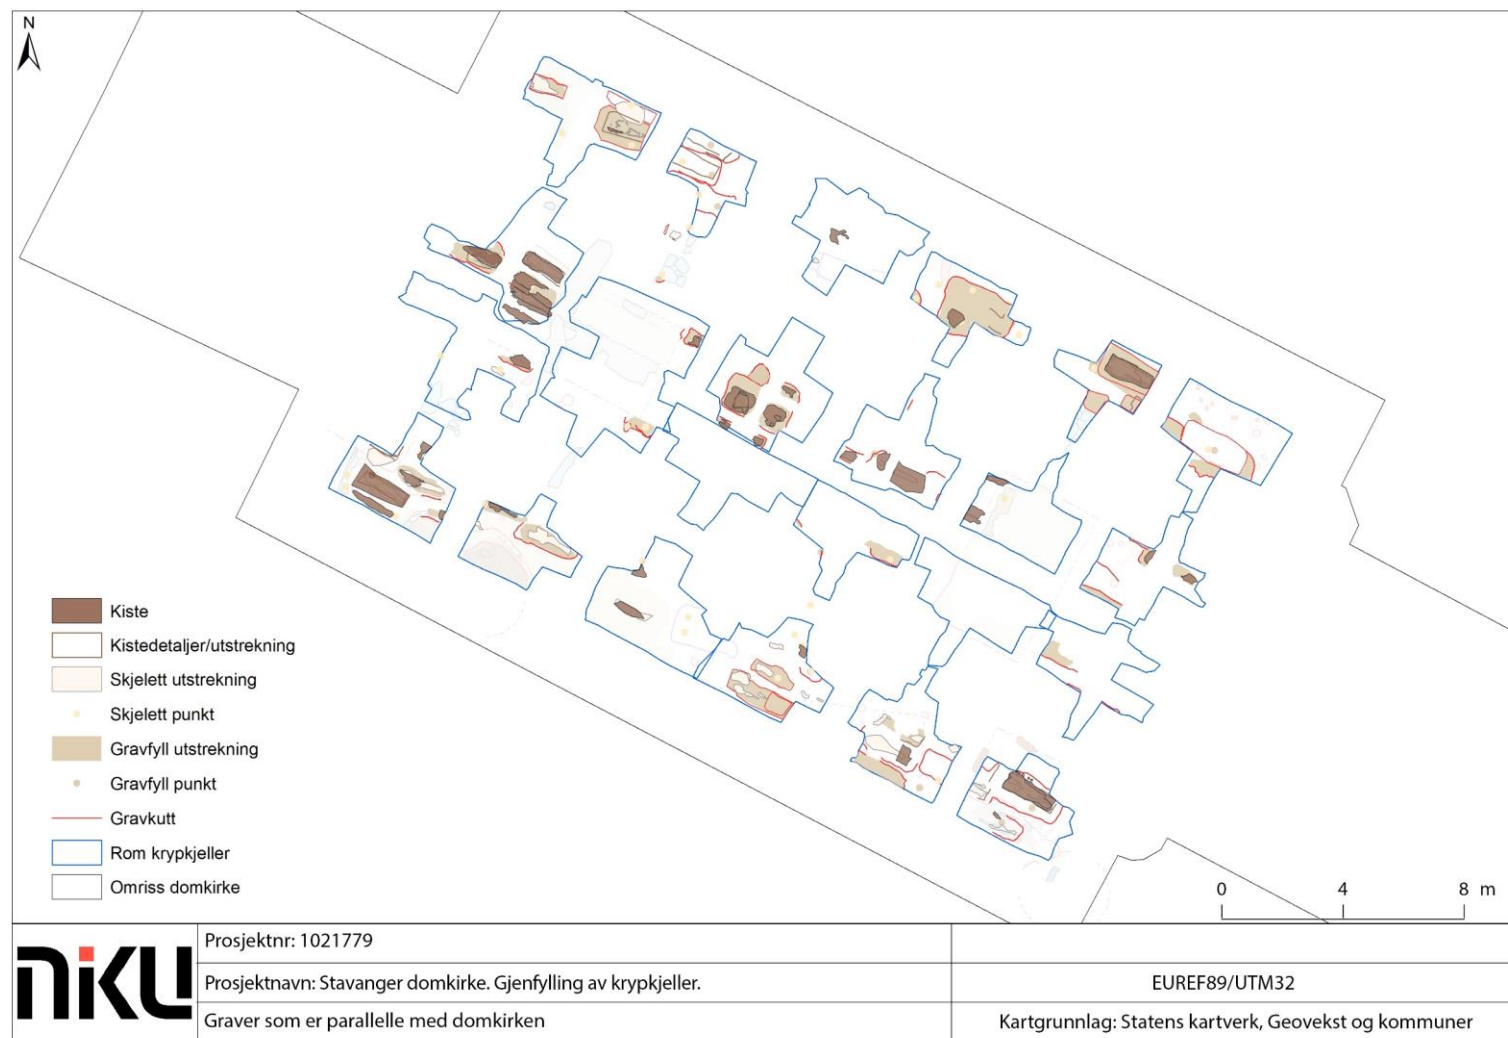 N
Kiste
Kistedetaljer/utstrekning
Skjelett utstrekning
Skjelett punkt
Gravfyll utstrekning
Gravfyll punkt
Gravkutt
Rom krypkjeller
Omriss domkirke
0 4 8 m
niku
Prosjektnr: 1021779
Prosjektnavn: Stavanger domkirke. Gjenfylling av krypkjeller.
EUREF89/UTM32
Graver som er parallelle med domkirken
Kartgrunnlag: Statens kartverk, Geovekst og kommuner